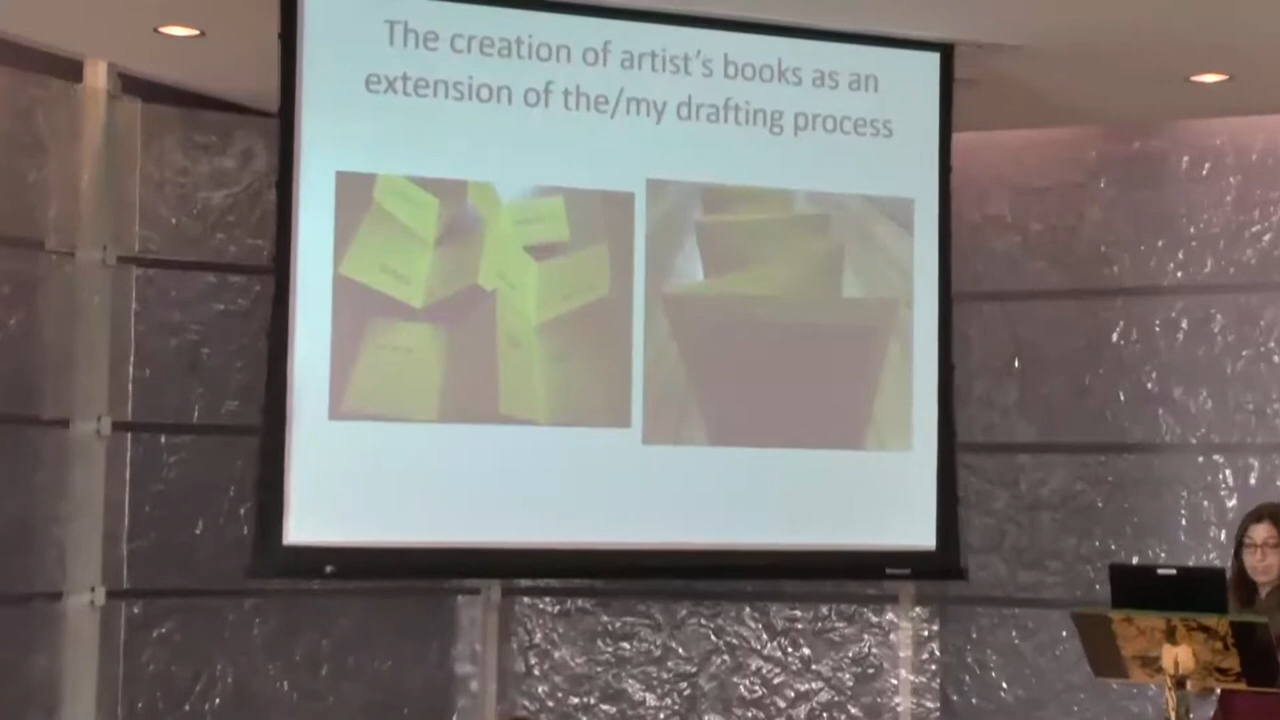 The creation of artist's books as an
extension of the/my drafting process